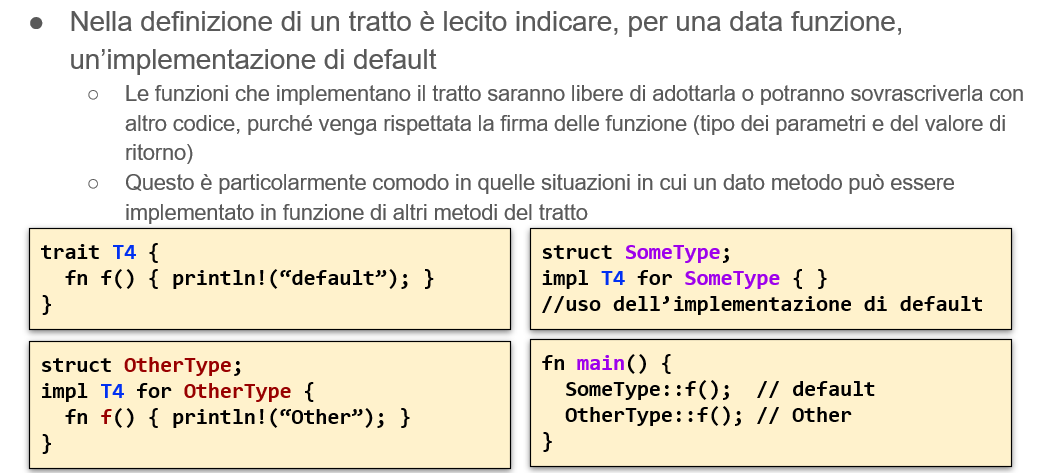 ● Nella definizione di un tratto è lecito indicare, per una data funzione,
un’implementazione di default
○ Le funzioni che implementano il tratto saranno libere di adottarla o potranno sovrascriverla con
altro codice, purché venga rispettata la firma delle funzione (tipo dei parametri e del valore di
ritorno)
○ Questo è particolarmente comodo in quelle situazioni in cui un dato metodo può essere
implementato in funzione di altri metodi del tratto
trait T4 {
  fn f() { println!(“default”); }
}
struct SomeType;
impl T4 for SomeType { }
//uso dell’implementazione di default
struct OtherType;
impl T4 for OtherType {
  fn f() { println!(“Other”); }
}
fn main() {
  SomeType::f();  // default
  OtherType::f(); // Other
}